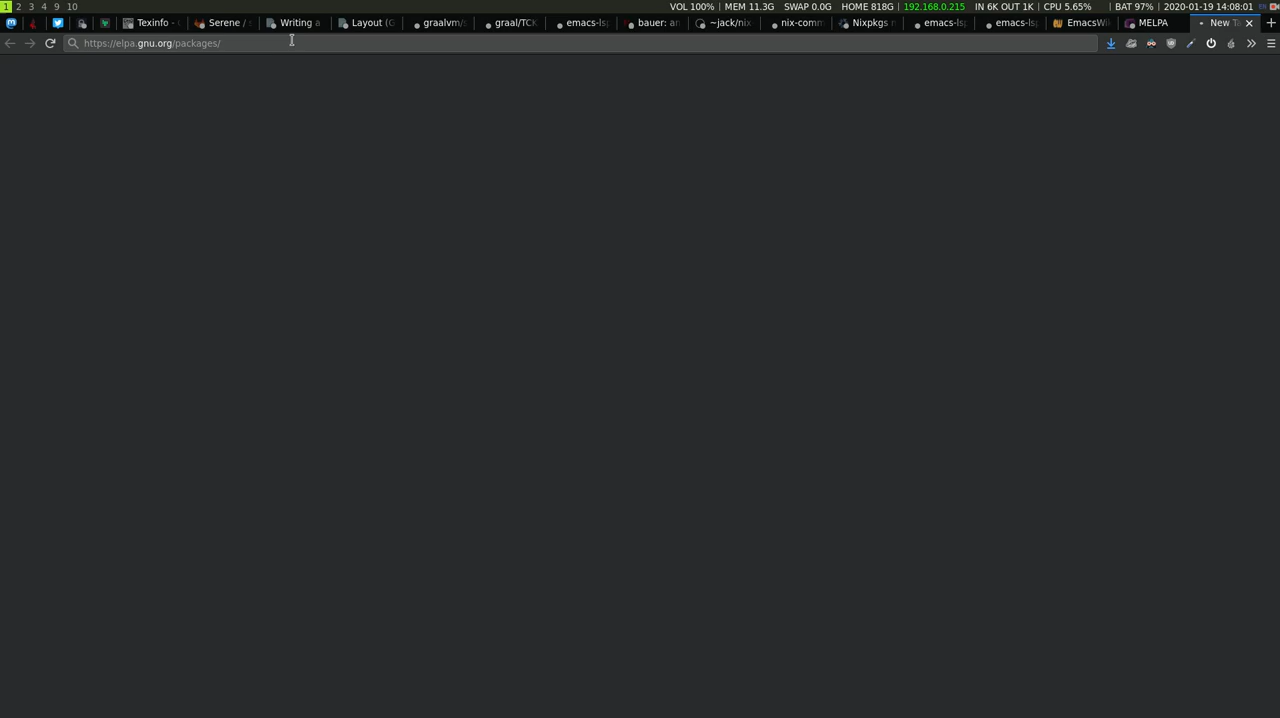 1 2 3 4 9 10 VOL 100% | MEM 11.3G SWAP 0.0G | HOME 818G | 192.168.0.215 | IN 6K OUT 1K | CPU 5.65% | BAT 97% | 2020-01-19 14:08:01 EN
Texinfo - Serene / Writing a Layout (G graalvm/ graal/TCK emacs-lsp bauer: an ~jack/nix nix-comm Nixpkgs emacs-lsp emacs-lsp EmacsWi MELPA New Ta
https://elpa.gnu.org/packages/